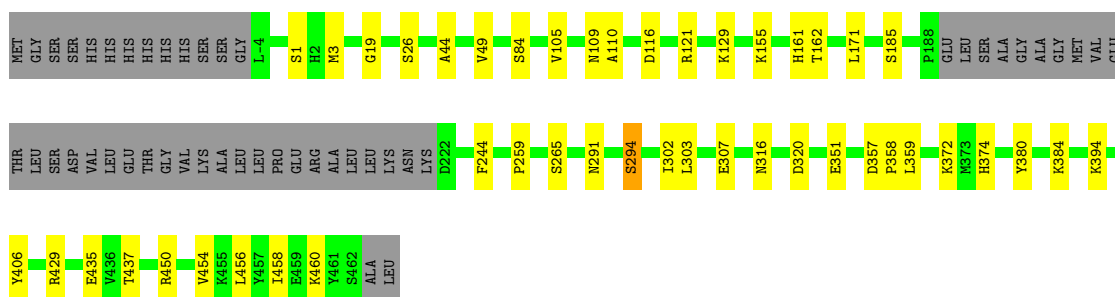 MET GLY SER SER HIS HIS HIS HIS HIS HIS SER SER GLY L-4 S1 H2 M3 G19 S26 A44 V49 S84 V105 N109 A110 D116 R121 K129 K155 H161 T162 L171 S185 P188 GLU LEU SER ALA GLY ALA GLY MET VAL GLU
THR LEU SER ASP VAL LEU GLU THR GLY VAL LYS ALA LEU LEU PRO GLU ARG ALA LEU LEU LYS ASN LYS D222 F244 P259 S265 N291 S294 I302 L303 E307 N316 D320 E351 D357 P358 L359 K372 M373 H374 Y380 K384 K394
Y406 R429 E435 V436 T437 R450 V454 K455 L456 Y457 I458 E459 K460 Y461 S462 ALA LEU